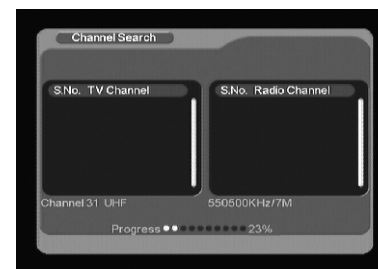 Channel Search
S.No. TV Channel
S.No. Radio Channel
Channel 31 UHF
550500KHz/7M
Progress 23%